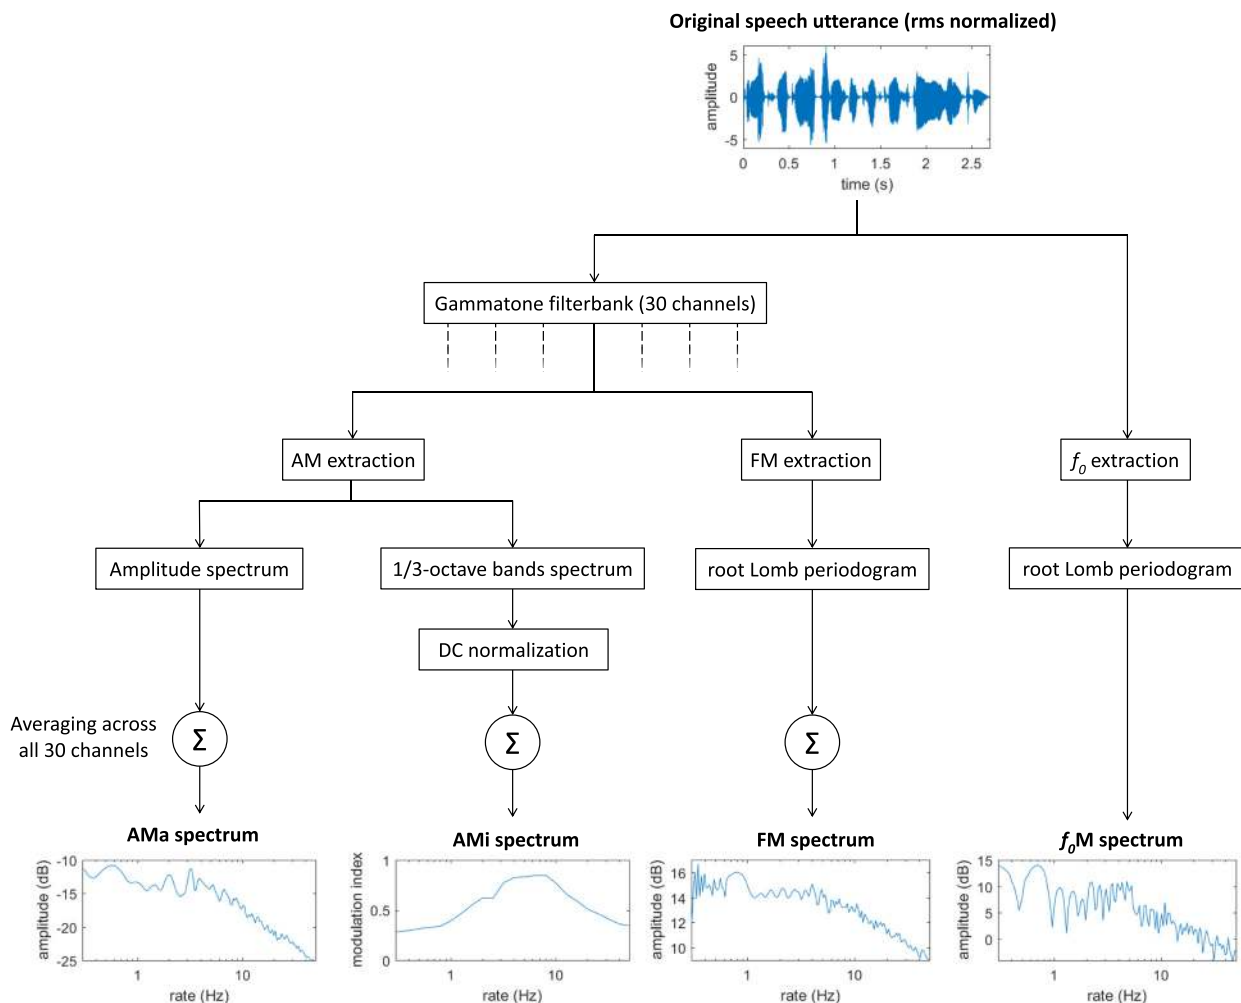 Original speech utterance (rms normalized)
amplitude
5
0
-5
0 0.5 1 1.5 2 2.5
time (s)
Gammatone filterbank (30 channels)
AM extraction
FM extraction
f0 extraction
Amplitude spectrum
1/3-octave bands spectrum
root Lomb periodogram
root Lomb periodogram
DC normalization
Averaging across
all 30 channels
Σ
Σ
Σ
AMa spectrum
AMi spectrum
FM spectrum
f0M spectrum
amplitude (dB)
-10
-15
-20
-25
1 10
rate (Hz)
modulation index
1
0.5
0
1 10
rate (Hz)
amplitude (dB)
16
14
12
10
1 10
rate (Hz)
amplitude (dB)
15
10
5
0
1 10
rate (Hz)